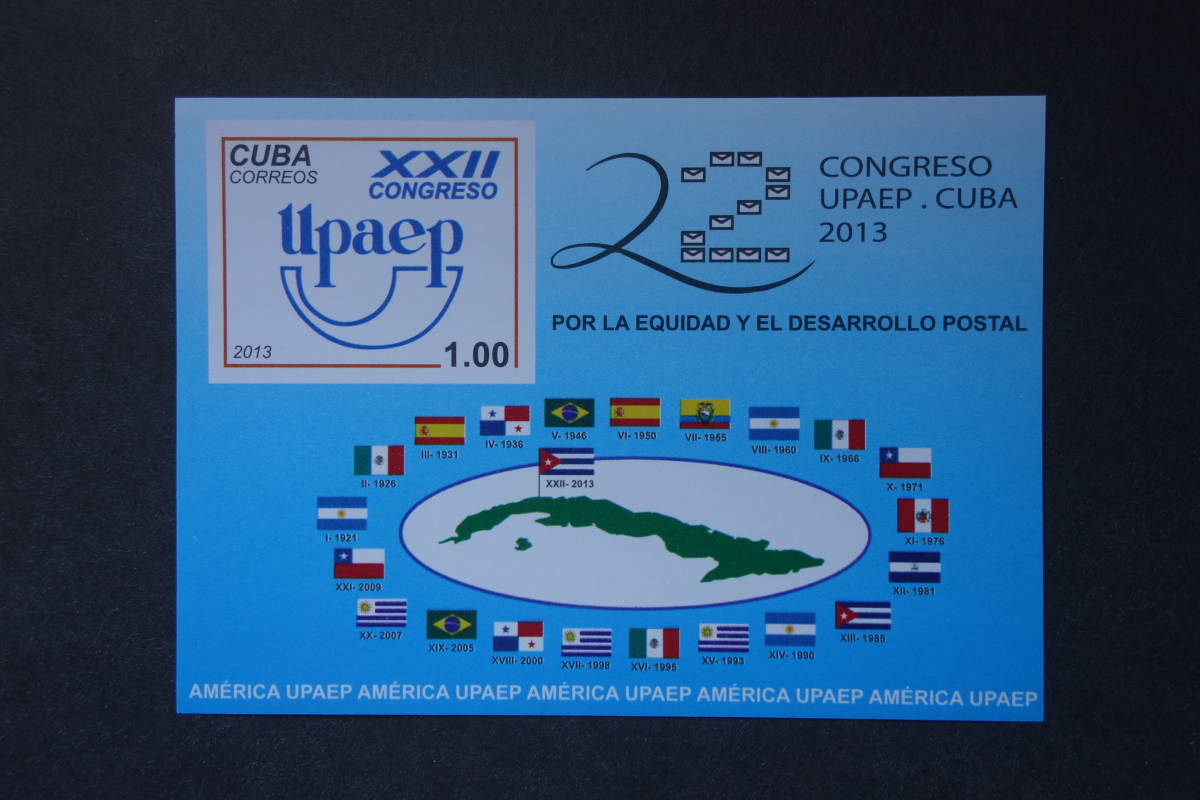 CUBA
CORREOS
XXII
CONGRESO
upaep
2013
1.00
CONGRESO
UPAEP . CUBA
2013
POR LA EQUIDAD Y EL DESARROLLO POSTAL
I- 1921
II- 1926
III- 1931
IV- 1936
V- 1946
VI- 1950
VII- 1955
VIII- 1960
IX- 1966
X- 1971
XI- 1976
XII- 1981
XIII- 1985
XIV- 1990
XV- 1993
XVI- 1995
XVII- 1998
XVIII- 2000
XIX- 2005
XX- 2007
XXI- 2009
XXII- 2013
AMÉRICA UPAEP AMÉRICA UPAEP AMÉRICA UPAEP AMÉRICA UPAEP AMÉRICA UPAEP